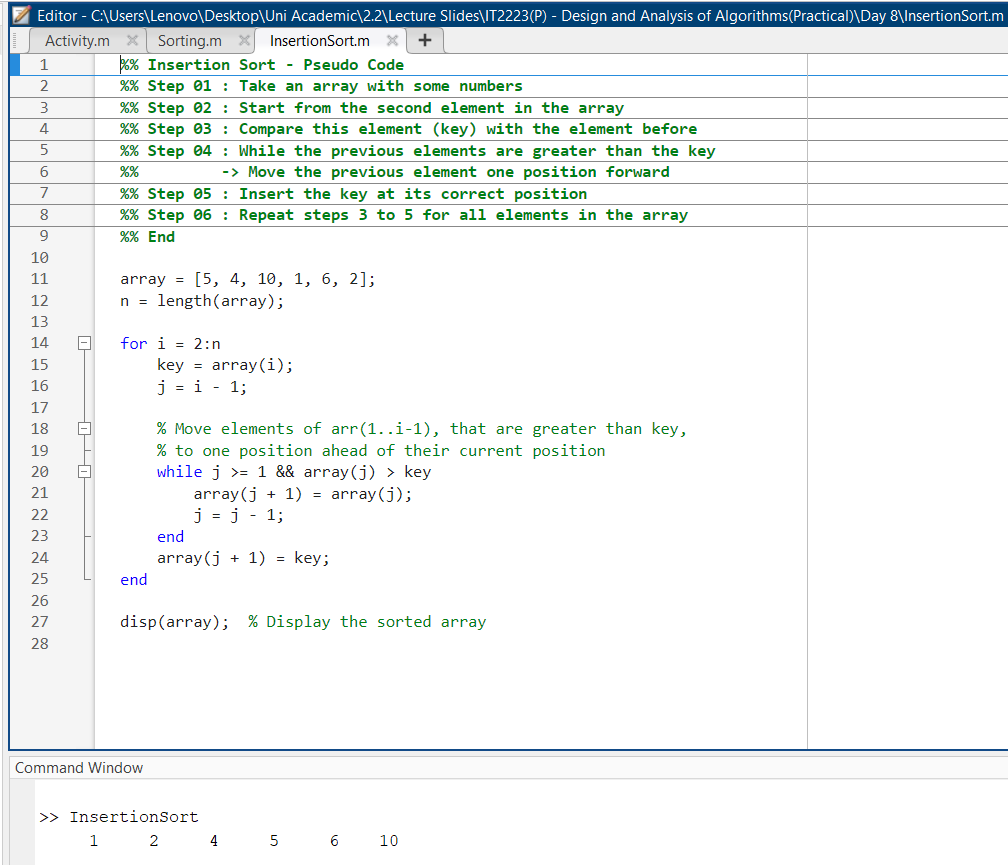 Editor - C:\Users\Lenovo\Desktop\Uni Academic\2.2\Lecture Slides\IT2223(P) - Design and Analysis of Algorithms(Practical)\Day 8\InsertionSort.m
Activity.m × Sorting.m × InsertionSort.m × +
1 %% Insertion Sort - Pseudo Code
2 %% Step 01 : Take an array with some numbers
3 %% Step 02 : Start from the second element in the array
4 %% Step 03 : Compare this element (key) with the element before
5 %% Step 04 : While the previous elements are greater than the key
6 %%         -> Move the previous element one position forward
7 %% Step 05 : Insert the key at its correct position
8 %% Step 06 : Repeat steps 3 to 5 for all elements in the array
9 %% End
10
11 array = [5, 4, 10, 1, 6, 2];
12 n = length(array);
13
14 for i = 2:n
15     key = array(i);
16     j = i - 1;
17
18     % Move elements of arr(1..i-1), that are greater than key,
19     % to one position ahead of their current position
20     while j >= 1 && array(j) > key
21         array(j + 1) = array(j);
22         j = j - 1;
23     end
24     array(j + 1) = key;
25 end
26
27 disp(array);  % Display the sorted array
28
Command Window
>> InsertionSort
1 2 4 5 6 10